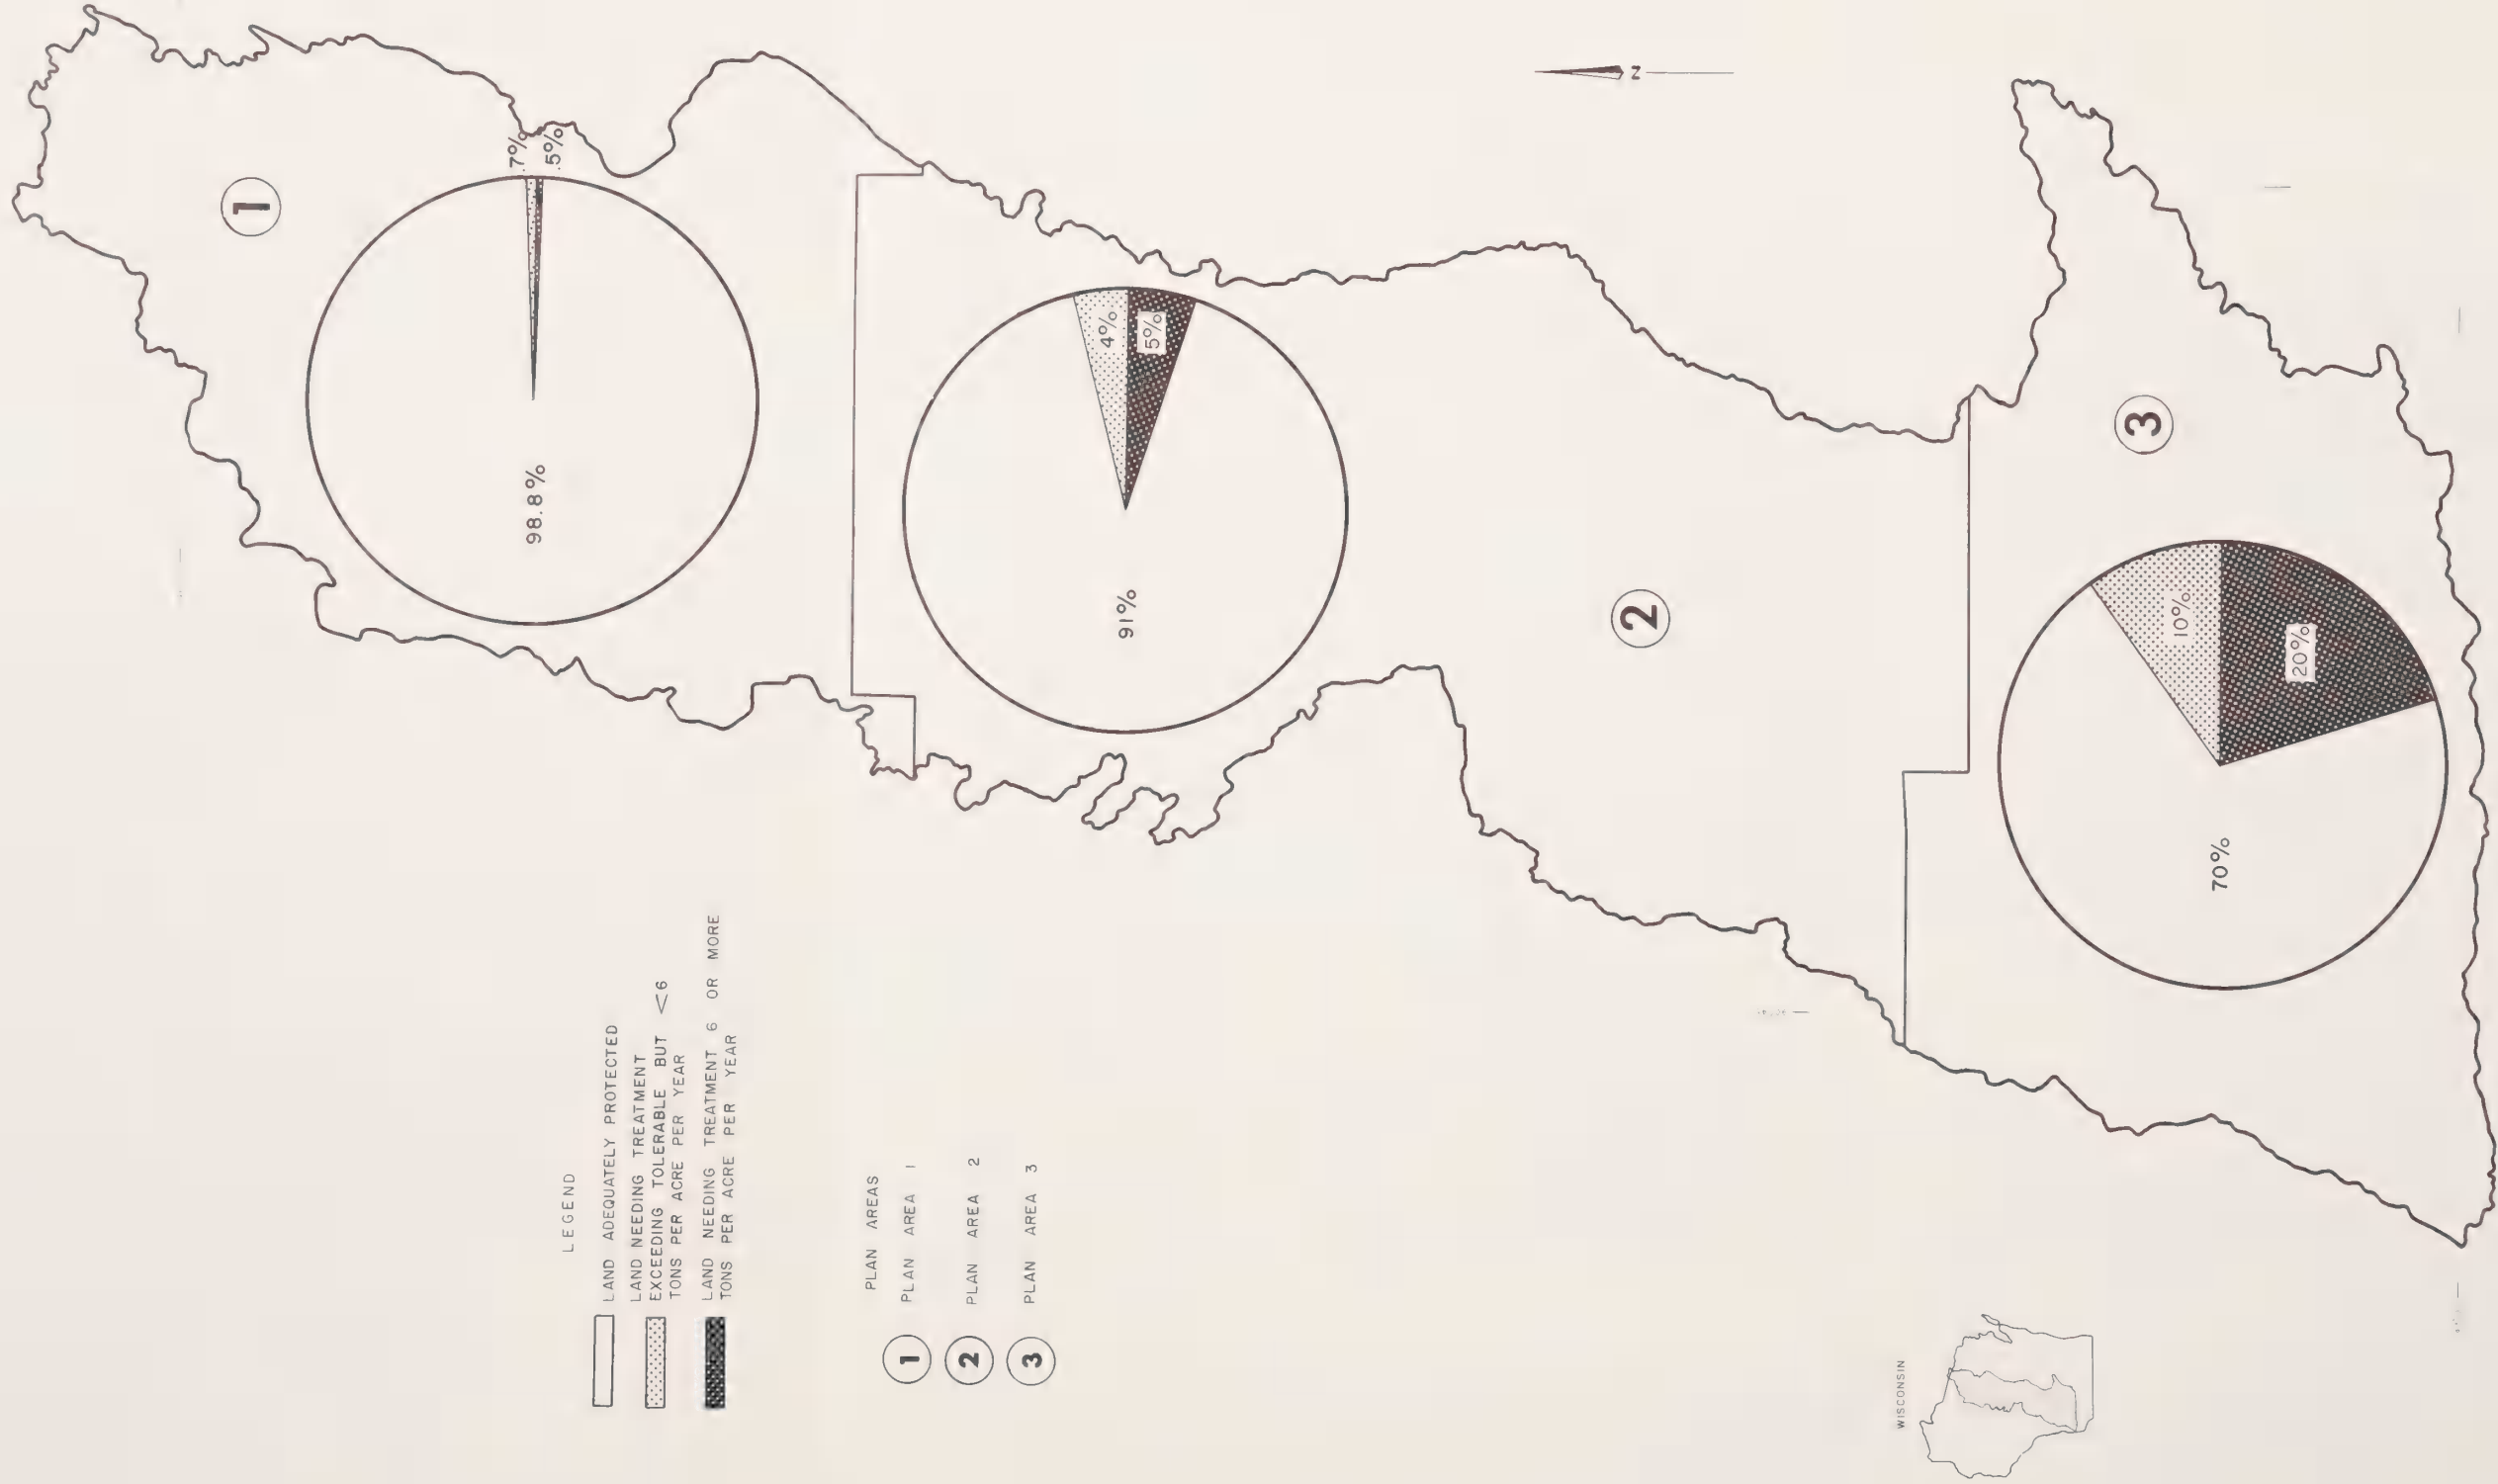 1
.7%
.5%
98.8%
4%
5%
91%
2
3
10%
20%
70%
N
LEGEND
LAND ADEQUATELY PROTECTED
LAND NEEDING TREATMENT
EXCEEDING TOLERABLE BUT <6
TONS PER ACRE PER YEAR
LAND NEEDING TREATMENT 6 OR MORE
TONS PER ACRE PER YEAR
PLAN AREAS
1 PLAN AREA 1
2 PLAN AREA 2
3 PLAN AREA 3
WISCONSIN